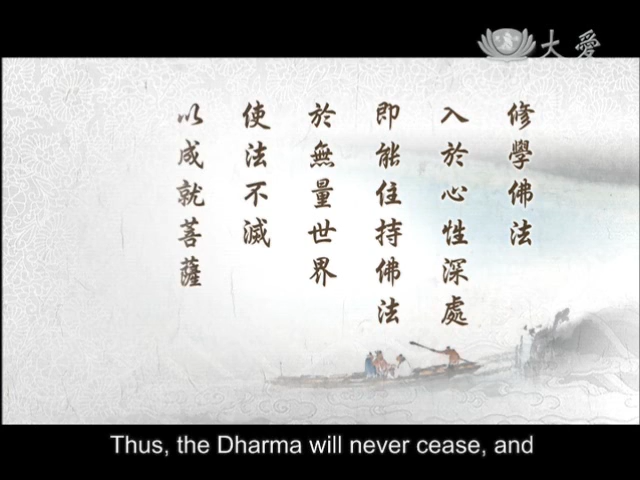 大愛
修學佛法
入於心性深處
即能住持佛法
於無量世界
使法不滅
以成就菩薩
Thus, the Dharma will never cease, and